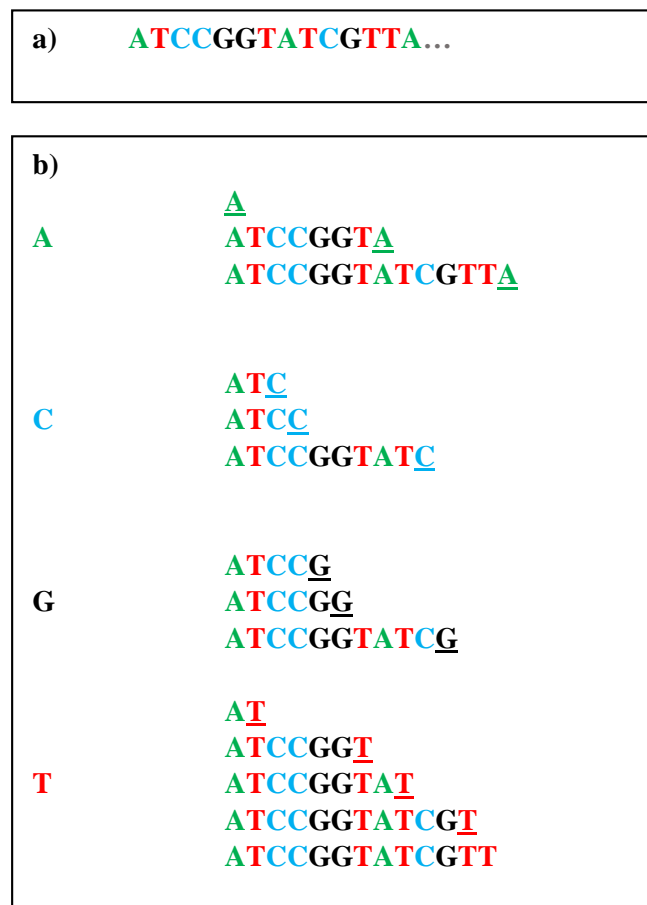 a) ATCCGGTATCGTTA...
b)
A
A ATCCGGTA
ATCCGGTATCGTTA
ATC
C ATCC
ATCCGGTATC
ATCCG
G ATCCGG
ATCCGGTATCG
AT
ATCCGGT
T ATCCGGTAT
ATCCGGTATCGT
ATCCGGTATCGTT